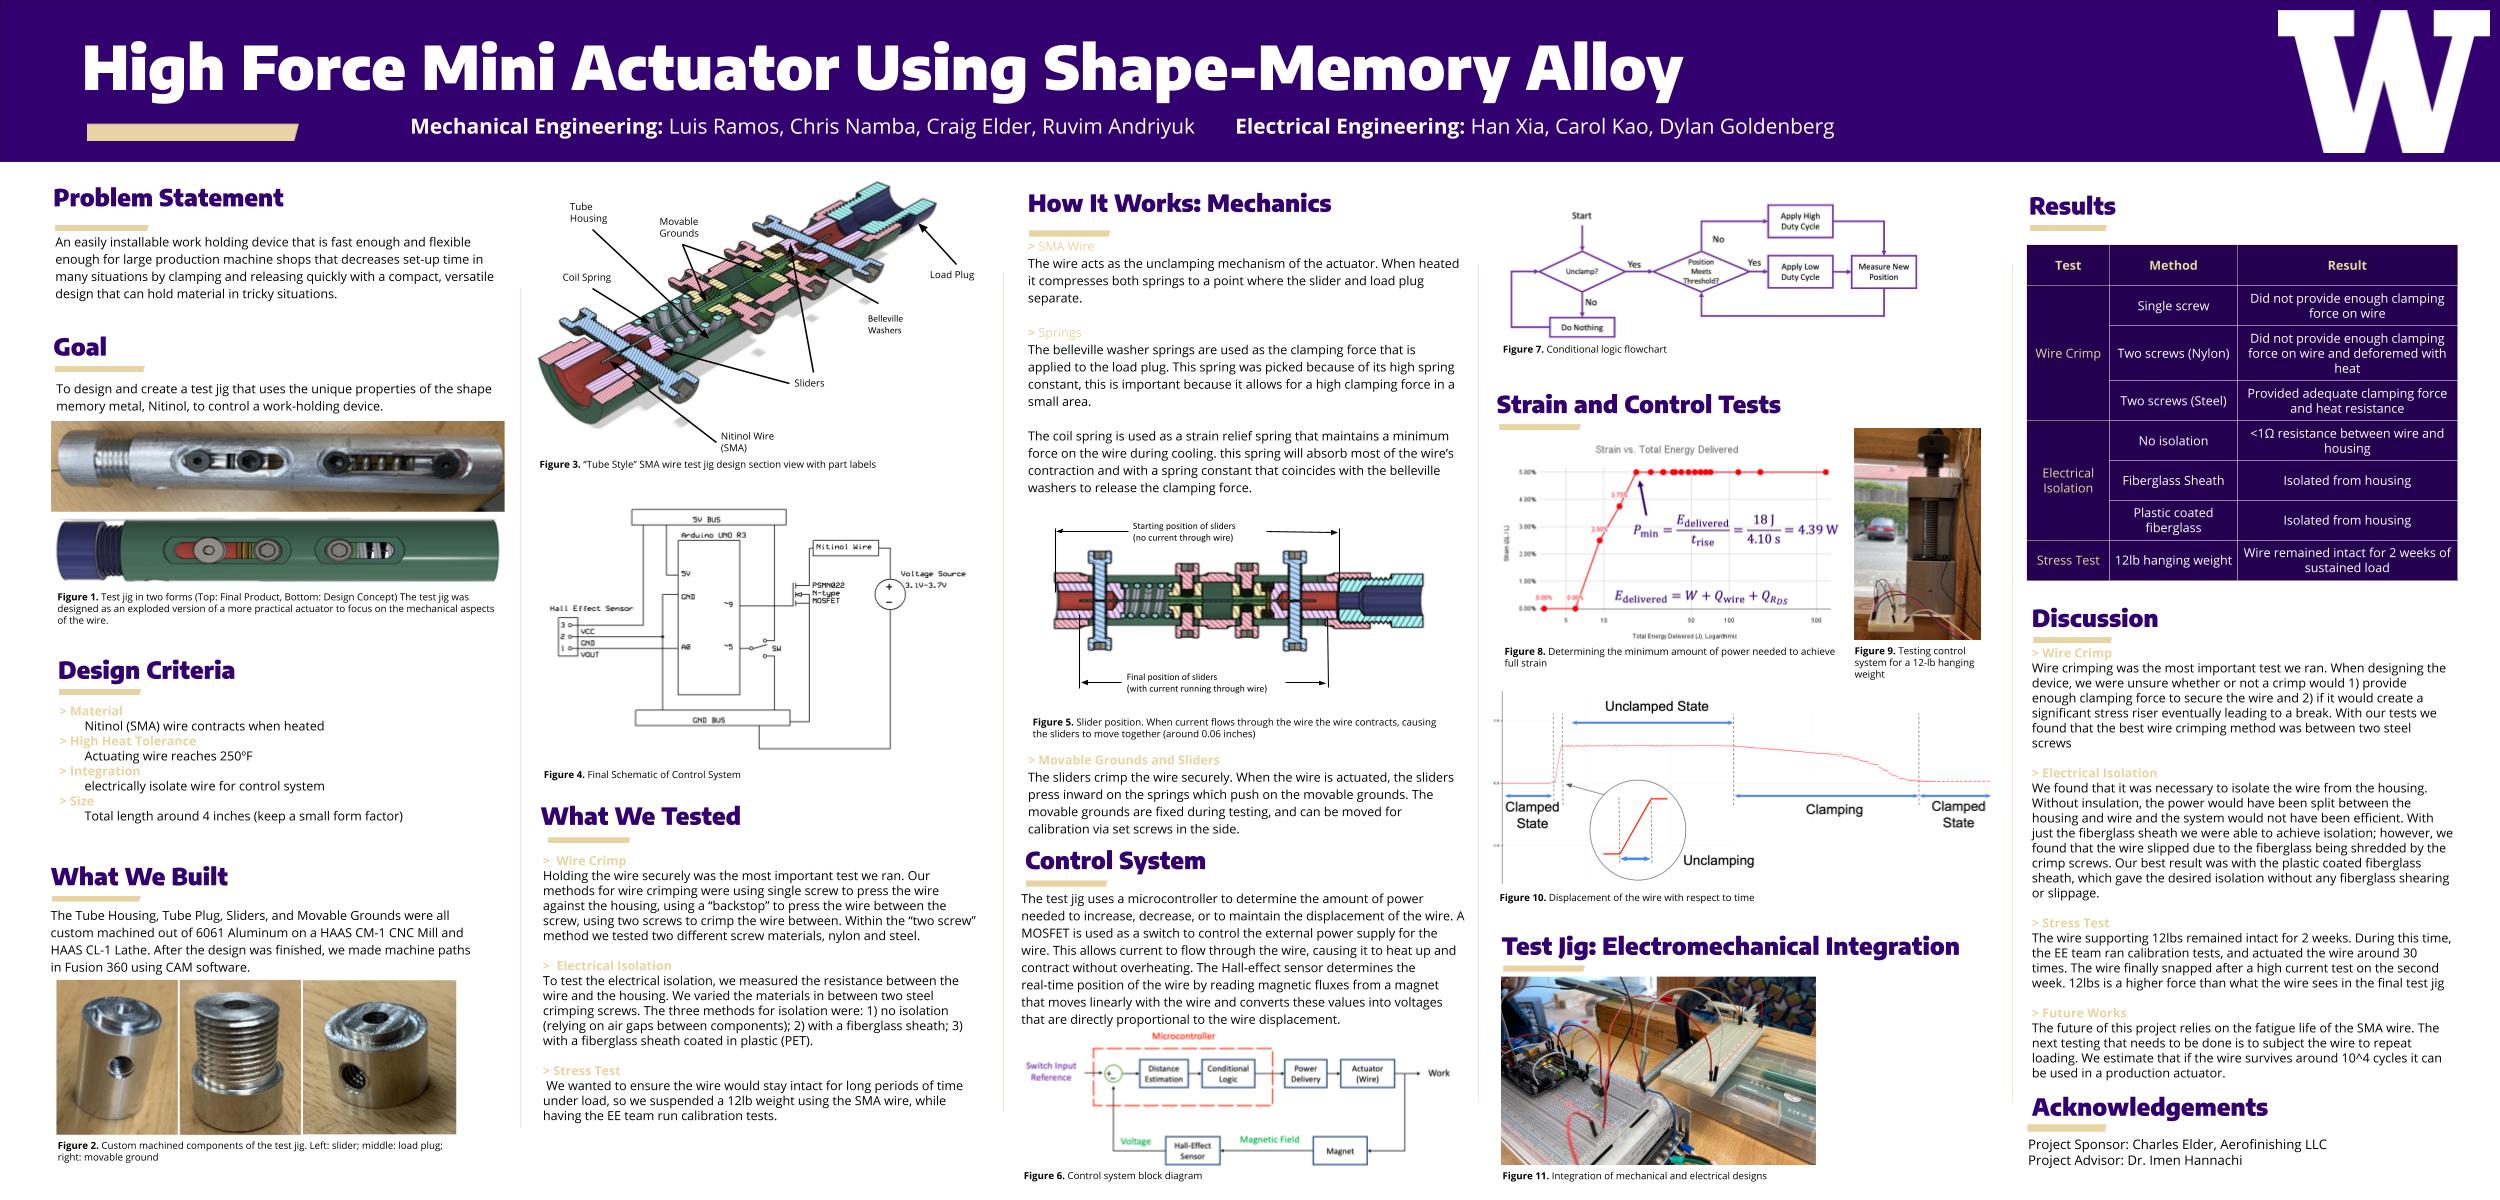 High Force Mini Actuator Using Shape-Memory Alloy
Mechanical Engineering: Luis Ramos, Chris Namba, Craig Elder, Ruvim Andriyuk Electrical Engineering: Han Xia, Carol Kao, Dylan Goldenberg
W
Problem Statement
An easily installable work holding device that is fast enough and flexible
enough for large production machine shops that decreases set-up time in
many situations by clamping and releasing quickly with a compact, versatile
design that can hold material in tricky situations.
Goal
To design and create a test jig that uses the unique properties of the shape
memory metal, Nitinol, to control a work-holding device.
Figure 1. Test jig in two forms (Top: Final Product, Bottom: Design Concept) The test jig was
designed as an exploded version of a more practical actuator to focus on the mechanical aspects
of the wire.
Design Criteria
> Material
Nitinol (SMA) wire contracts when heated
> High Heat Tolerance
Actuating wire reaches 250°F
> Integration
electrically isolate wire for control system
> Size
Total length around 4 inches (keep a small form factor)
What We Built
The Tube Housing, Tube Plug, Sliders, and Movable Grounds were all
custom machined out of 6061 Aluminum on a HAAS CM-1 CNC Mill and
HAAS CL-1 Lathe. After the design was finished, we made machine paths
in Fusion 360 using CAM software.
Figure 2. Custom machined components of the test jig. Left: slider; middle: load plug;
right: movable ground
Tube
Housing
Movable
Grounds
Coil Spring
Load Plug
Belleville
Washers
Sliders
Nitinol Wire
(SMA)
Figure 3. “Tube Style” SMA wire test jig design section view with part labels
5V BUS
Arduino UNO R3
Nitinol Wire
5V
GND
~9
PSMN022
N-type
MOSFET
Voltage Source
3.1V-3.7V
Hall Effect Sensor
3
VCC
2
GND
1
VOUT
A0
~5
SW
GND BUS
Figure 4. Final Schematic of Control System
What We Tested
> Wire Crimp
Holding the wire securely was the most important test we ran. Our
methods for wire crimping were using single screw to press the wire
against the housing, using a “backstop” to press the wire between the
screw, using two screws to crimp the wire between. Within the “two screw”
method we tested two different screw materials, nylon and steel.
> Electrical Isolation
To test the electrical isolation, we measured the resistance between the
wire and the housing. We varied the materials in between two steel
crimping screws. The three methods for isolation were: 1) no isolation
(relying on air gaps between components); 2) with a fiberglass sheath; 3)
with a fiberglass sheath coated in plastic (PET).
> Stress Test
We wanted to ensure the wire would stay intact for long periods of time
under load, so we suspended a 12lb weight using the SMA wire, while
having the EE team run calibration tests.
How It Works: Mechanics
> SMA Wire
The wire acts as the unclamping mechanism of the actuator. When heated
it compresses both springs to a point where the slider and load plug
separate.
> Springs
The belleville washer springs are used as the clamping force that is
applied to the load plug. This spring was picked because of its high spring
constant, this is important because it allows for a high clamping force in a
small area.
The coil spring is used as a strain relief spring that maintains a minimum
force on the wire during cooling. this spring will absorb most of the wire’s
contraction and with a spring constant that coincides with the belleville
washers to release the clamping force.
Starting position of sliders
(no current through wire)
Final position of sliders
(with current running through wire)
Figure 5. Slider position. When current flows through the wire the wire contracts, causing
the sliders to move together (around 0.06 inches)
> Movable Grounds and Sliders
The sliders crimp the wire securely. When the wire is actuated, the sliders
press inward on the springs which push on the movable grounds. The
movable grounds are fixed during testing, and can be moved for
calibration via set screws in the side.
Control System
The test jig uses a microcontroller to determine the amount of power
needed to increase, decrease, or to maintain the displacement of the wire. A
MOSFET is used as a switch to control the external power supply for the
wire. This allows current to flow through the wire, causing it to heat up and
contract without overheating. The Hall-effect sensor determines the
real-time position of the wire by reading magnetic fluxes from a magnet
that moves linearly with the wire and converts these values into voltages
that are directly proportional to the wire displacement.
Microcontroller
Switch Input
Reference
Distance
Estimation
Conditional
Logic
Power
Delivery
Actuator
(Wire)
Work
Voltage
Hall-Effect
Sensor
Magnetic Field
Magnet
Figure 6. Control system block diagram
Start
Unclamp?
Yes
No
Do Nothing
Position
Meets
Threshold?
No
Yes
Apply High
Duty Cycle
Apply Low
Duty Cycle
Measure New
Position
Figure 7. Conditional logic flowchart
Strain and Control Tests
Strain vs. Total Energy Delivered
5.00%
4.00%
3.00%
2.00%
1.00%
0.00%
3.75%
2.50%
0.00% 0.00%
Pmin = Edelivered / trise = 18 J / 4.10 s = 4.39 W
Edelivered = W + Qwire + QRDS
5 10 50 100 500
Total Energy Delivered (J), Logarithmic
Figure 8. Determining the minimum amount of power needed to achieve
full strain
Figure 9. Testing control
system for a 12-lb hanging
weight
Unclamped State
Clamped
State
Clamping
Clamped
State
Unclamping
Figure 10. Displacement of the wire with respect to time
Test Jig: Electromechanical Integration
Figure 11. Integration of mechanical and electrical designs
Results
Test Method Result
Wire Crimp
Single screw
Did not provide enough clamping
force on wire
Two screws (Nylon)
Did not provide enough clamping
force on wire and deforemed with
heat
Two screws (Steel)
Provided adequate clamping force
and heat resistance
Electrical
Isolation
No isolation
<1Ω resistance between wire and
housing
Fiberglass Sheath
Isolated from housing
Plastic coated
fiberglass
Isolated from housing
Stress Test
12lb hanging weight
Wire remained intact for 2 weeks of
sustained load
Discussion
> Wire Crimp
Wire crimping was the most important test we ran. When designing the
device, we were unsure whether or not a crimp would 1) provide
enough clamping force to secure the wire and 2) if it would create a
significant stress riser eventually leading to a break. With our tests we
found that the best wire crimping method was between two steel
screws
> Electrical Isolation
We found that it was necessary to isolate the wire from the housing.
Without insulation, the power would have been split between the
housing and wire and the system would not have been efficient. With
just the fiberglass sheath we were able to achieve isolation; however, we
found that the wire slipped due to the fiberglass being shredded by the
crimp screws. Our best result was with the plastic coated fiberglass
sheath, which gave the desired isolation without any fiberglass shearing
or slippage.
> Stress Test
The wire supporting 12lbs remained intact for 2 weeks. During this time,
the EE team ran calibration tests, and actuated the wire around 30
times. The wire finally snapped after a high current test on the second
week. 12lbs is a higher force than what the wire sees in the final test jig
> Future Works
The future of this project relies on the fatigue life of the SMA wire. The
next testing that needs to be done is to subject the wire to repeat
loading. We estimate that if the wire survives around 10^4 cycles it can
be used in a production actuator.
Acknowledgements
Project Sponsor: Charles Elder, Aerofinishing LLC
Project Advisor: Dr. Imen Hannachi